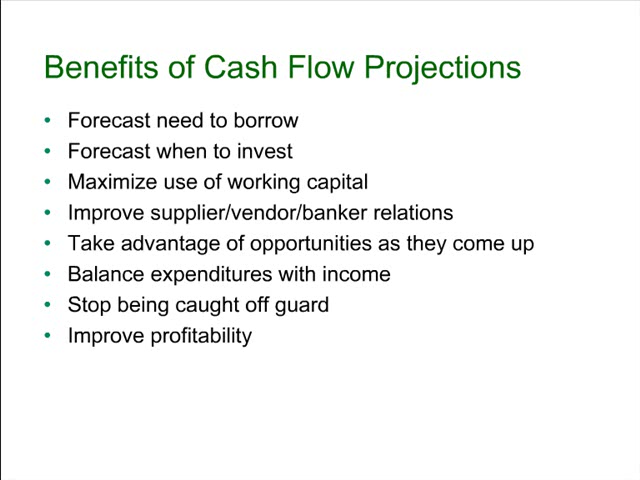 Benefits of Cash Flow Projections
• Forecast need to borrow
• Forecast when to invest
• Maximize use of working capital
• Improve supplier/vendor/banker relations
• Take advantage of opportunities as they come up
• Balance expenditures with income
• Stop being caught off guard
• Improve profitability